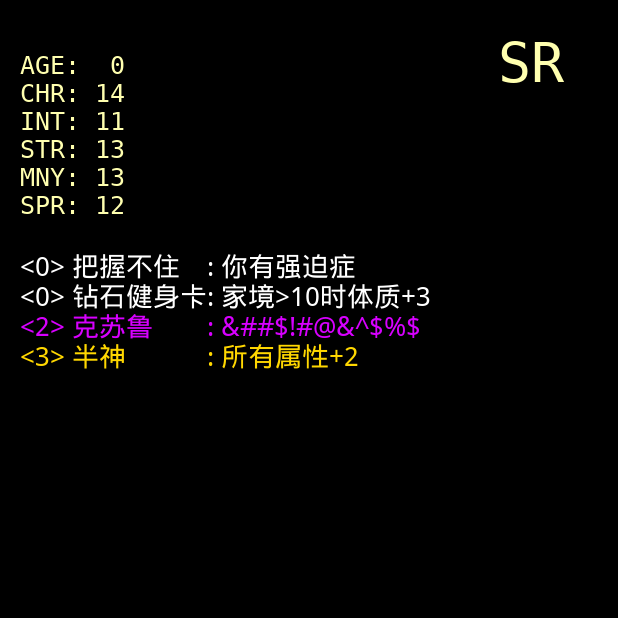 SR
AGE: 0
CHR: 14
INT: 11
STR: 13
MNY: 13
SPR: 12
<0> 把握不住 : 你有强迫症
<0> 钻石健身卡: 家境>10时体质+3
<2> 克苏鲁 : &##$!#@&^$%$
<3> 半神 : 所有属性+2